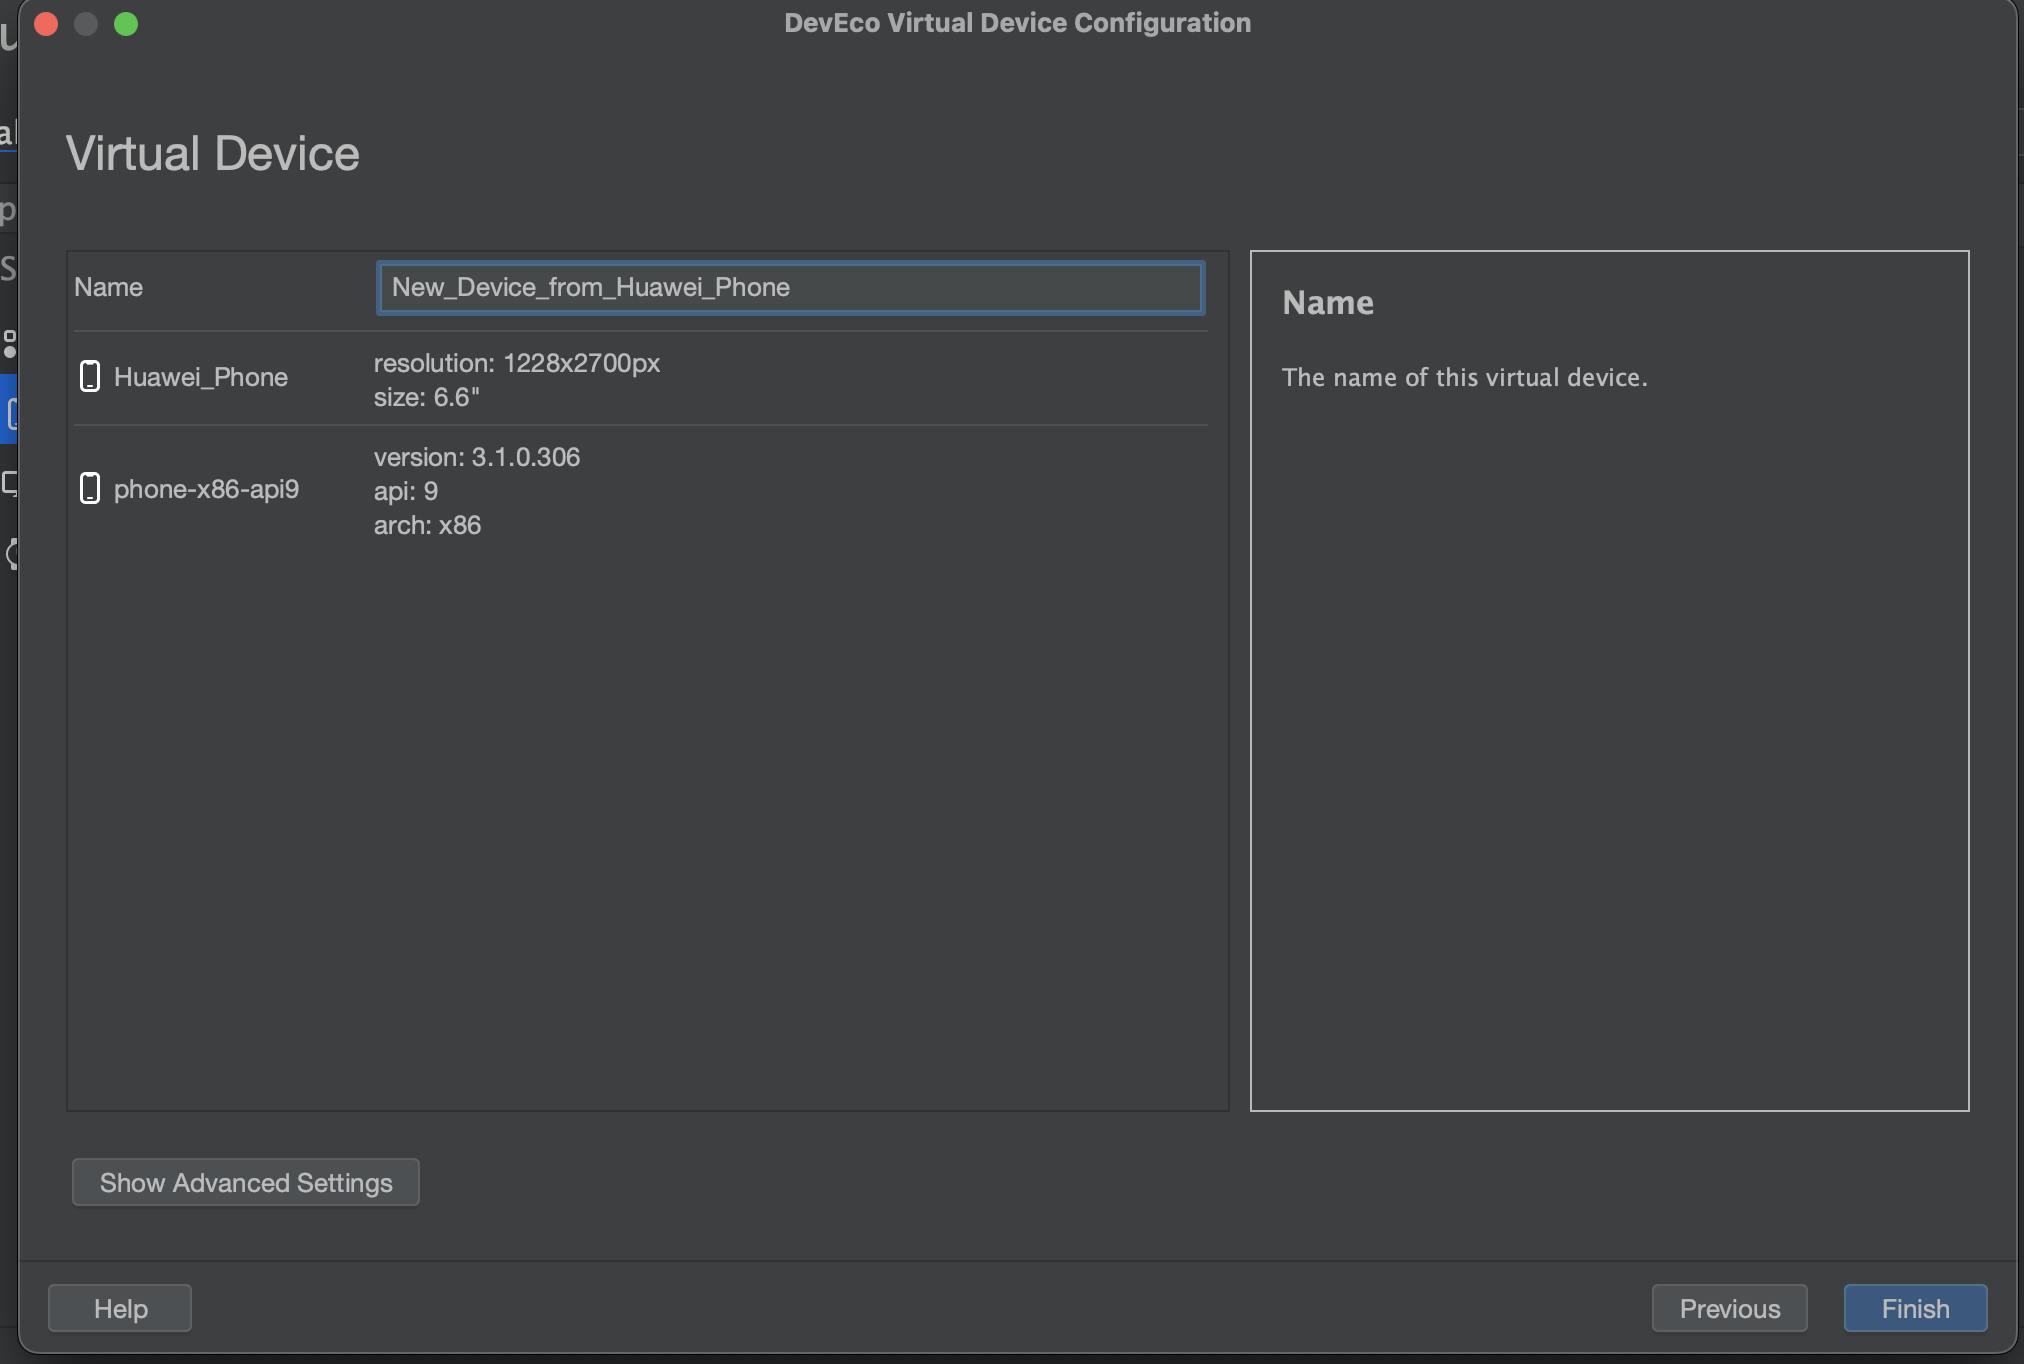 DevEco Virtual Device Configuration
Virtual Device
Name
New_Device_from_Huawei_Phone
Huawei_Phone
resolution: 1228x2700px
size: 6.6"
phone-x86-api9
version: 3.1.0.306
api: 9
arch: x86
Name
The name of this virtual device.
Show Advanced Settings
Help
Previous
Finish